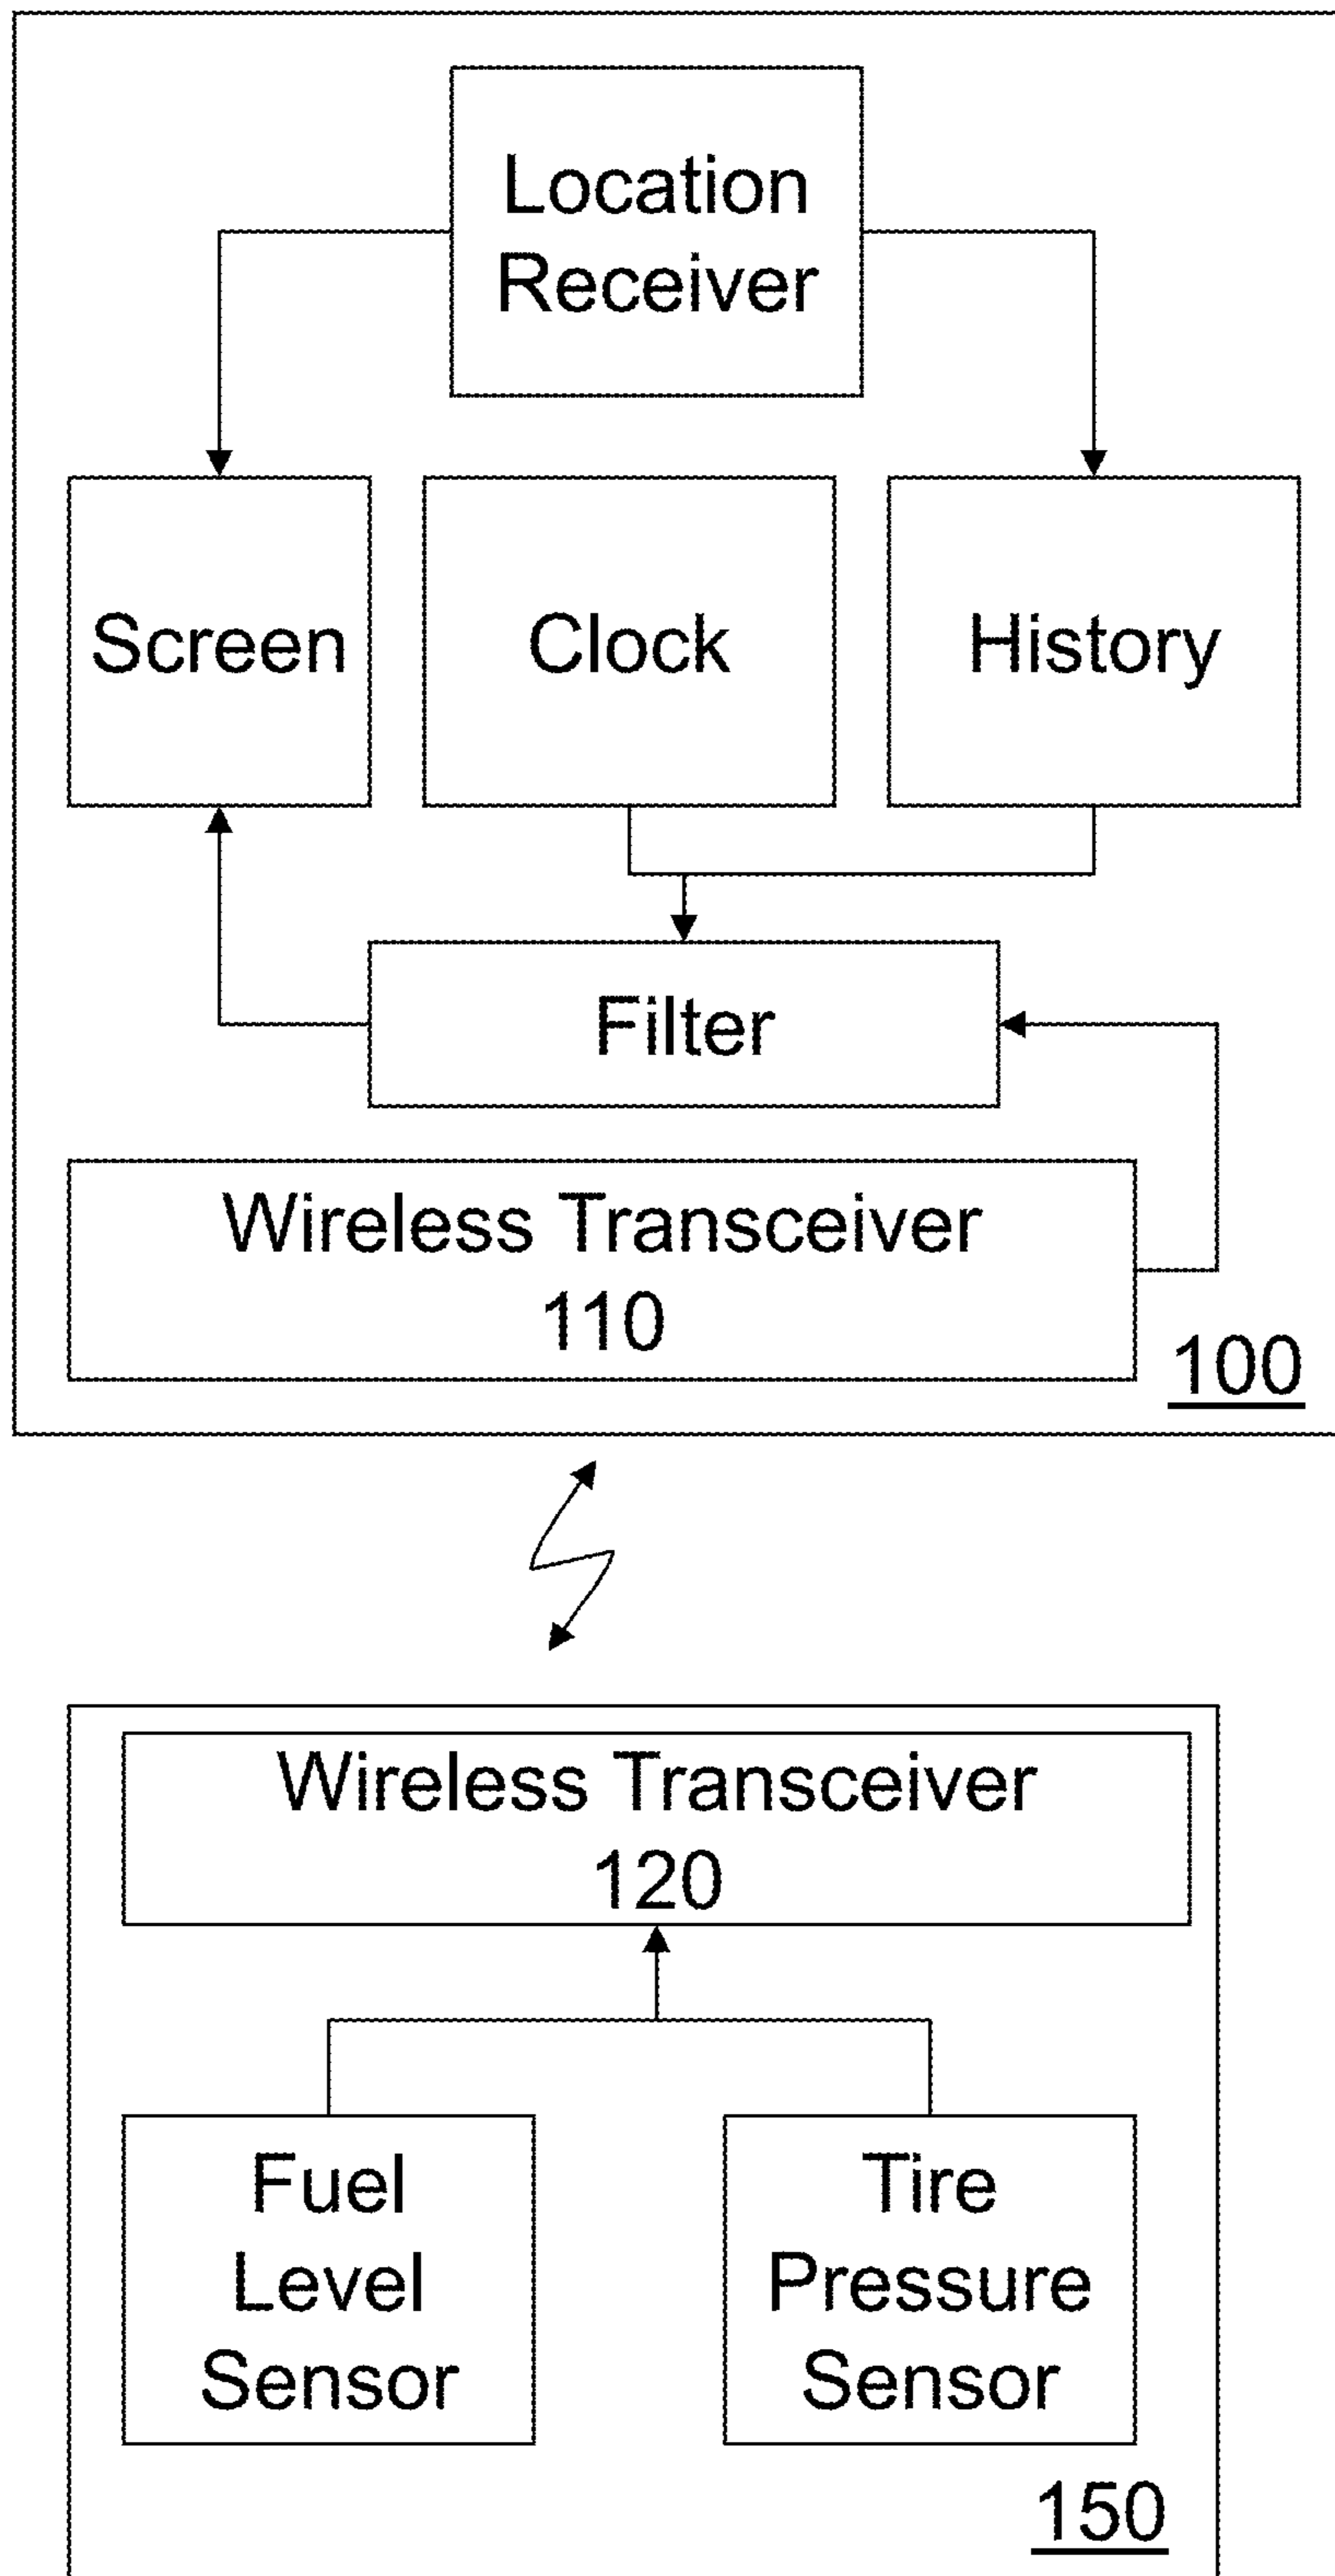 Location
Receiver
Screen
Clock
History
Filter
Wireless Transceiver
110
100
Wireless Transceiver
120
Fuel
Level
Sensor
Tire
Pressure
Sensor
150